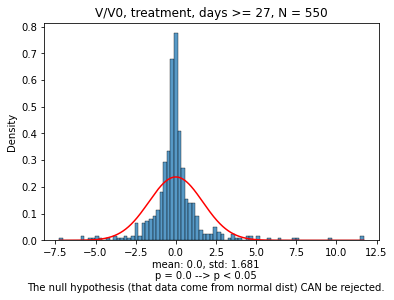 V/V0, treatment, days >= 27, N = 550
Density
0.8
0.7
0.6
0.5
0.4
0.3
0.2
0.1
0.0
−7.5 −5.0 −2.5 0.0 2.5 5.0 7.5 10.0 12.5
mean: 0.0, std: 1.681
p = 0.0 --> p < 0.05
The null hypothesis (that data come from normal dist) CAN be rejected.